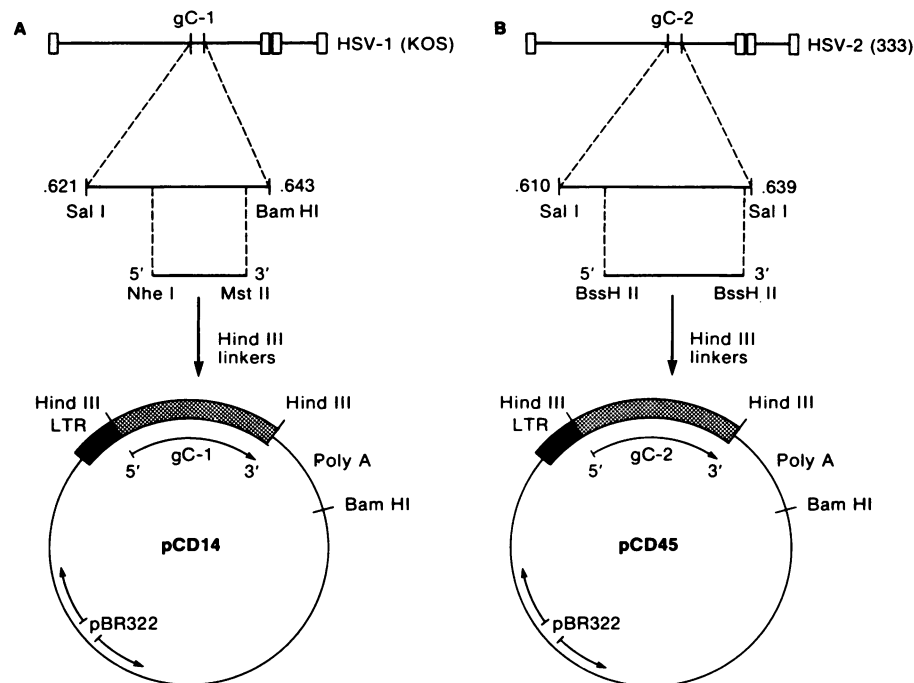 A
gC-1
HSV-1 (KOS)
.621
.643
Sal I
Bam HI
5′
3′
Nhe I
Mst II
Hind III
linkers
Hind III
LTR
Hind III
gC-1
5′
3′
Poly A
Bam HI
pCD14
pBR322
B
gC-2
HSV-2 (333)
.610
.639
Sal I
Sal I
5′
3′
BssH II
BssH II
Hind III
linkers
Hind III
LTR
Hind III
gC-2
5′
3′
Poly A
Bam HI
pCD45
pBR322